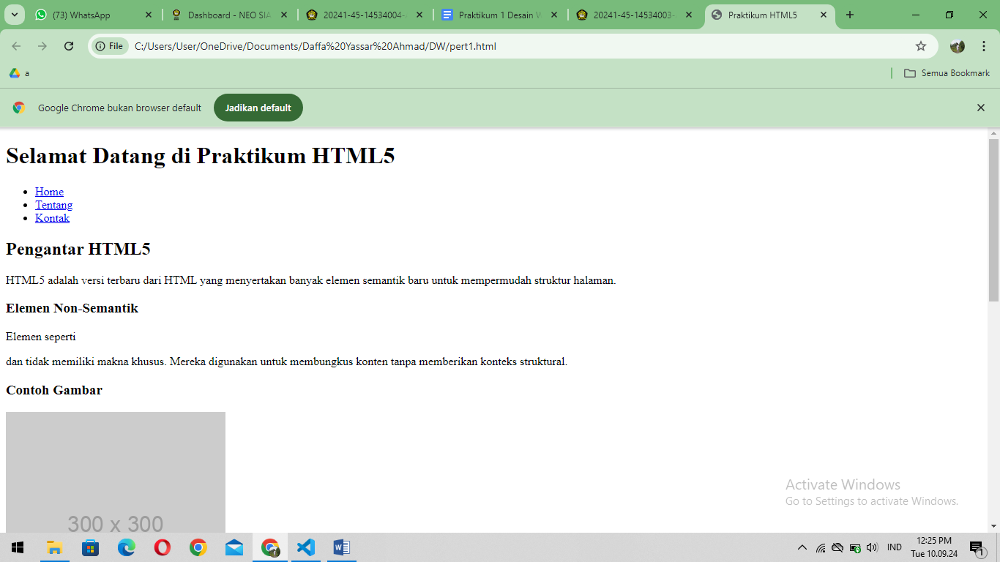 (73) WhatsApp
Dashboard - NEO SIA
20241-45-14534004-
Praktikum 1 Desain W
20241-45-14534003-
Praktikum HTML5
File
C:/Users/User/OneDrive/Documents/Daffa%20Yassar%20Ahmad/DW/pert1.html
a
Semua Bookmark
Google Chrome bukan browser default
Jadikan default
Selamat Datang di Praktikum HTML5
Home
Tentang
Kontak
Pengantar HTML5
HTML5 adalah versi terbaru dari HTML yang menyertakan banyak elemen semantik baru untuk mempermudah struktur halaman.
Elemen Non-Semantik
Elemen seperti
dan tidak memiliki makna khusus. Mereka digunakan untuk membungkus konten tanpa memberikan konteks struktural.
Contoh Gambar
300 x 300
Activate Windows
Go to Settings to activate Windows.
IND
12:25 PM
Tue 10.09.24
1